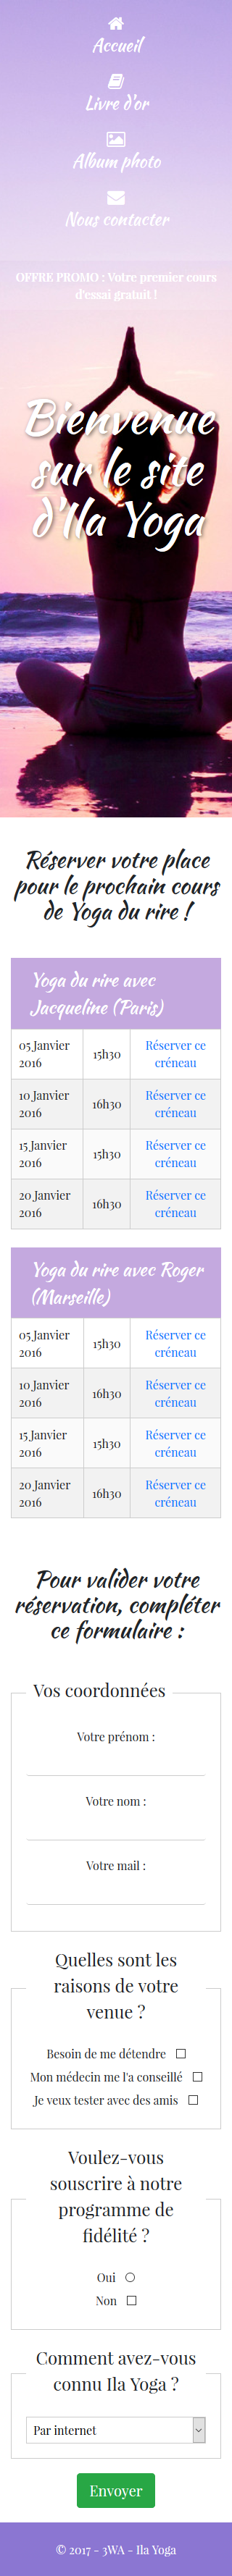 Accueil
Livre d'or
Album photo
Nous contacter
OFFRE PROMO : Votre premier cours
d'essai gratuit !
Bienvenue
sur le site
d'Ila Yoga
Réserver votre place
pour le prochain cours
de Yoga du rire !
Yoga du rire avec
Jacqueline (Paris)
05 Janvier
2016
15h30
Réserver ce
créneau
10 Janvier
2016
16h30
Réserver ce
créneau
15 Janvier
2016
15h30
Réserver ce
créneau
20 Janvier
2016
16h30
Réserver ce
créneau
Yoga du rire avec Roger
(Marseille)
05 Janvier
2016
15h30
Réserver ce
créneau
10 Janvier
2016
16h30
Réserver ce
créneau
15 Janvier
2016
15h30
Réserver ce
créneau
20 Janvier
2016
16h30
Réserver ce
créneau
Pour valider votre
réservation, compléter
ce formulaire :
Vos coordonnées
Votre prénom :
Votre nom :
Votre mail :
Quelles sont les
raisons de votre
venue ?
Besoin de me détendre
Mon médecin me l'a conseillé
Je veux tester avec des amis
Voulez-vous
souscrire à notre
programme de
fidélité ?
Oui
Non
Comment avez-vous
connu Ila Yoga ?
Par internet
Envoyer
© 2017 - 3WA - Ila Yoga